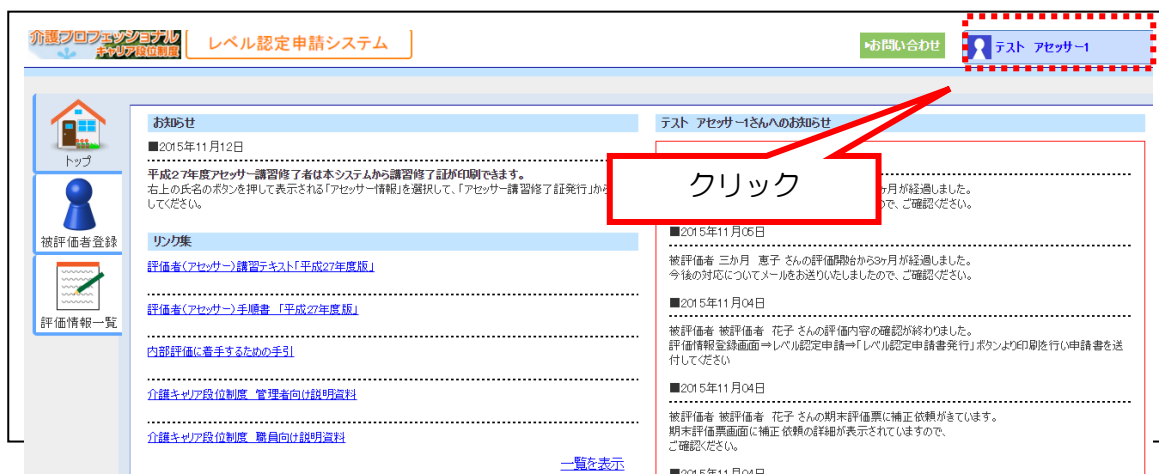 介護プロフェッショナル
キャリア段位制度
レベル認定申請システム
お問い合わせ
テスト アセッサー1
トップ
被評価者登録
評価情報一覧
お知らせ
■2015年11月12日
平成27年度アセッサー講習修了者は本システムから講習修了証が印刷できます。
右上の氏名のボタンを押して表示される「アセッサー情報」を選択して、「アセッサー講習修了証発行」から
してください。
リンク集
評価者(アセッサー)講習テキスト「平成27年度版」
評価者(アセッサー)手順書 「平成27年度版」
内部評価に着手するための手引
介護キャリア段位制度 管理者向け説明資料
介護キャリア段位制度 職員向け説明資料
一覧を表示
テスト アセッサー1さんへのお知らせ
クリック
ヶ月が経過しました。
ので、ご確認ください。
■2015年11月05日
被評価者 三か月 恵子 さんの評価開始から3ヶ月が経過しました。
今後の対応についてメールをお送りいたしましたので、ご確認ください。
■2015年11月04日
被評価者 被評価者 花子 さんの評価内容の確認が終わりました。
評価情報登録画面⇒レベル認定申請⇒「レベル認定申請書発行」ボタンより印刷を行い申請書を送
付してください
■2015年11月04日
被評価者 被評価者 花子 さんの期末評価票に補正依頼がきています。
期末評価票画面に補正依頼の詳細が表示されていますので、
ご確認ください。
■2015年11月04日